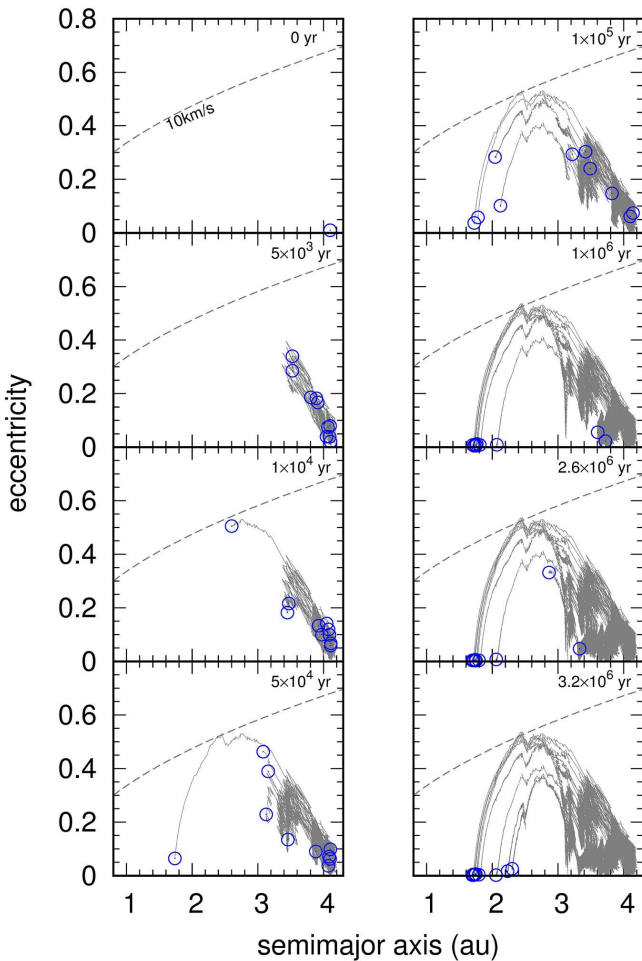 0.8
0 yr
0.6
10km/s
0.4
0.2
0
1×10⁵ yr
5×10³ yr
0.6
0.4
0.2
0
1×10⁶ yr
eccentricity
1×10⁴ yr
0.6
0.4
0.2
0
2.6×10⁶ yr
5×10⁴ yr
0.6
0.4
0.2
0
3.2×10⁶ yr
1 2 3 4
1 2 3 4
semimajor axis (au)